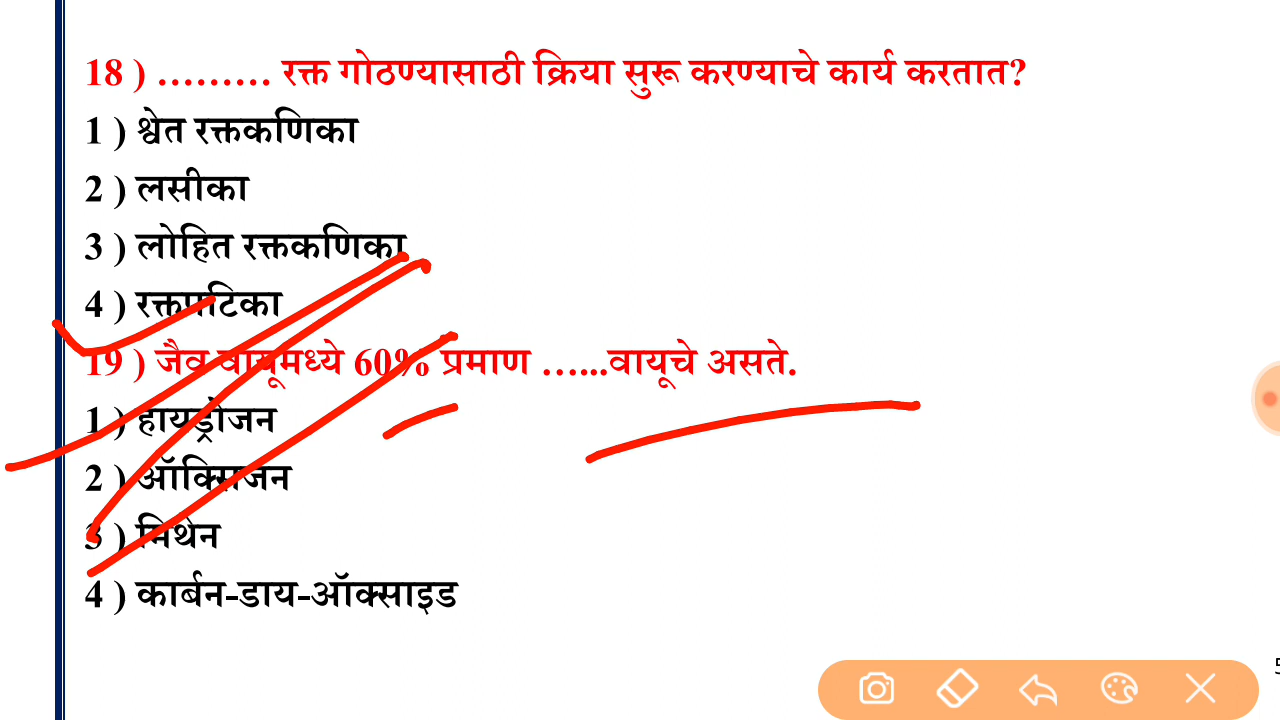 18 ) ……… रक्त गोठण्यासाठी क्रिया सुरू करण्याचे कार्य करतात?
1 ) श्वेत रक्तकणिका
2 ) लसीका
3 ) लोहित रक्तकणिका
4 ) रक्तपटिका
19 ) जैव वायूमध्ये 60% प्रमाण …...वायूचे असते.
1 ) हायड्रोजन
2 ) ऑक्सिजन
3 ) मिथेन
4 ) कार्बन-डाय-ऑक्साइड
5